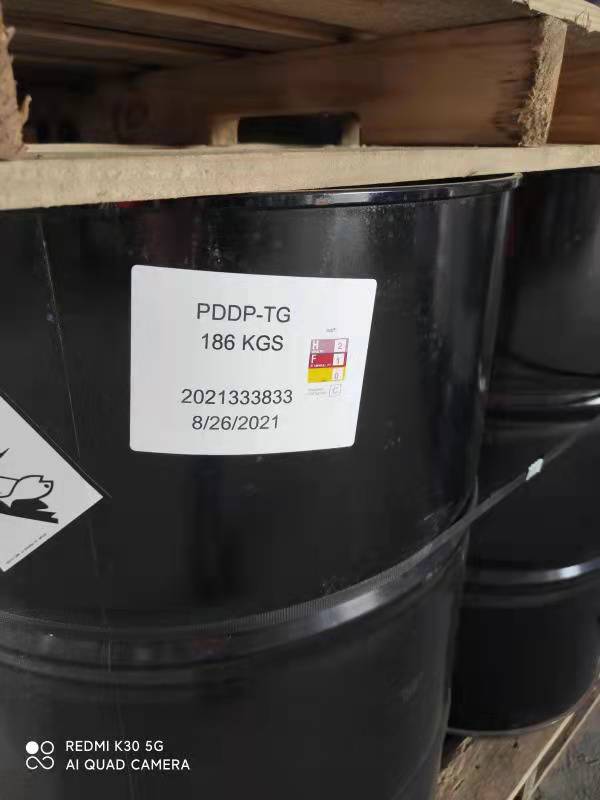 PDDP-TG
186 KGS
H 2
F 1
0
C
2021333833
8/26/2021
REDMI K30 5G
AI QUAD CAMERA